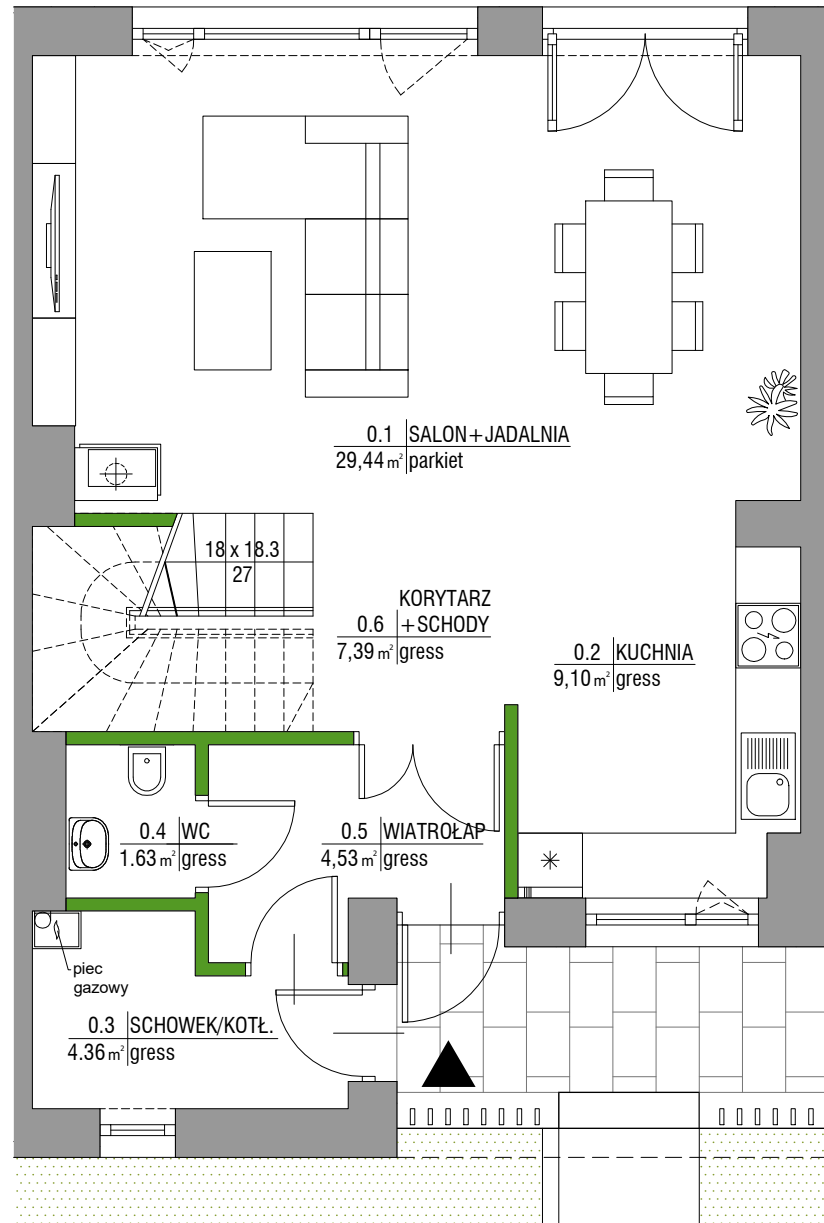 0.1 SALON+JADALNIA
29,44 m² parkiet
18 x 18.3
27
KORYTARZ
0.6 +SCHODY
7,39 m² gress
0.2 KUCHNIA
9,10 m² gress
0.4 WC
1.63 m² gress
0.5 WIATROŁAP
4,53 m² gress
piec
gazowy
0.3 SCHOWEK/KOTŁ.
4.36 m² gress